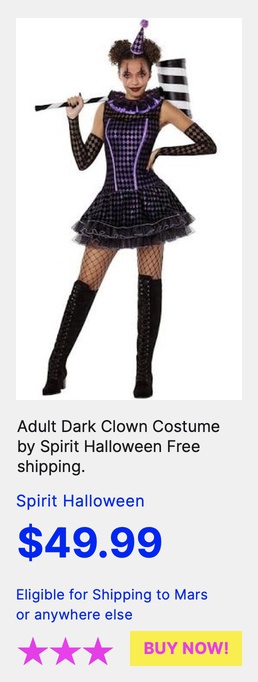 Adult Dark Clown Costume
by Spirit Halloween Free
shipping.
Spirit Halloween
$49.99
Eligible for Shipping to Mars
or anywhere else
BUY NOW!